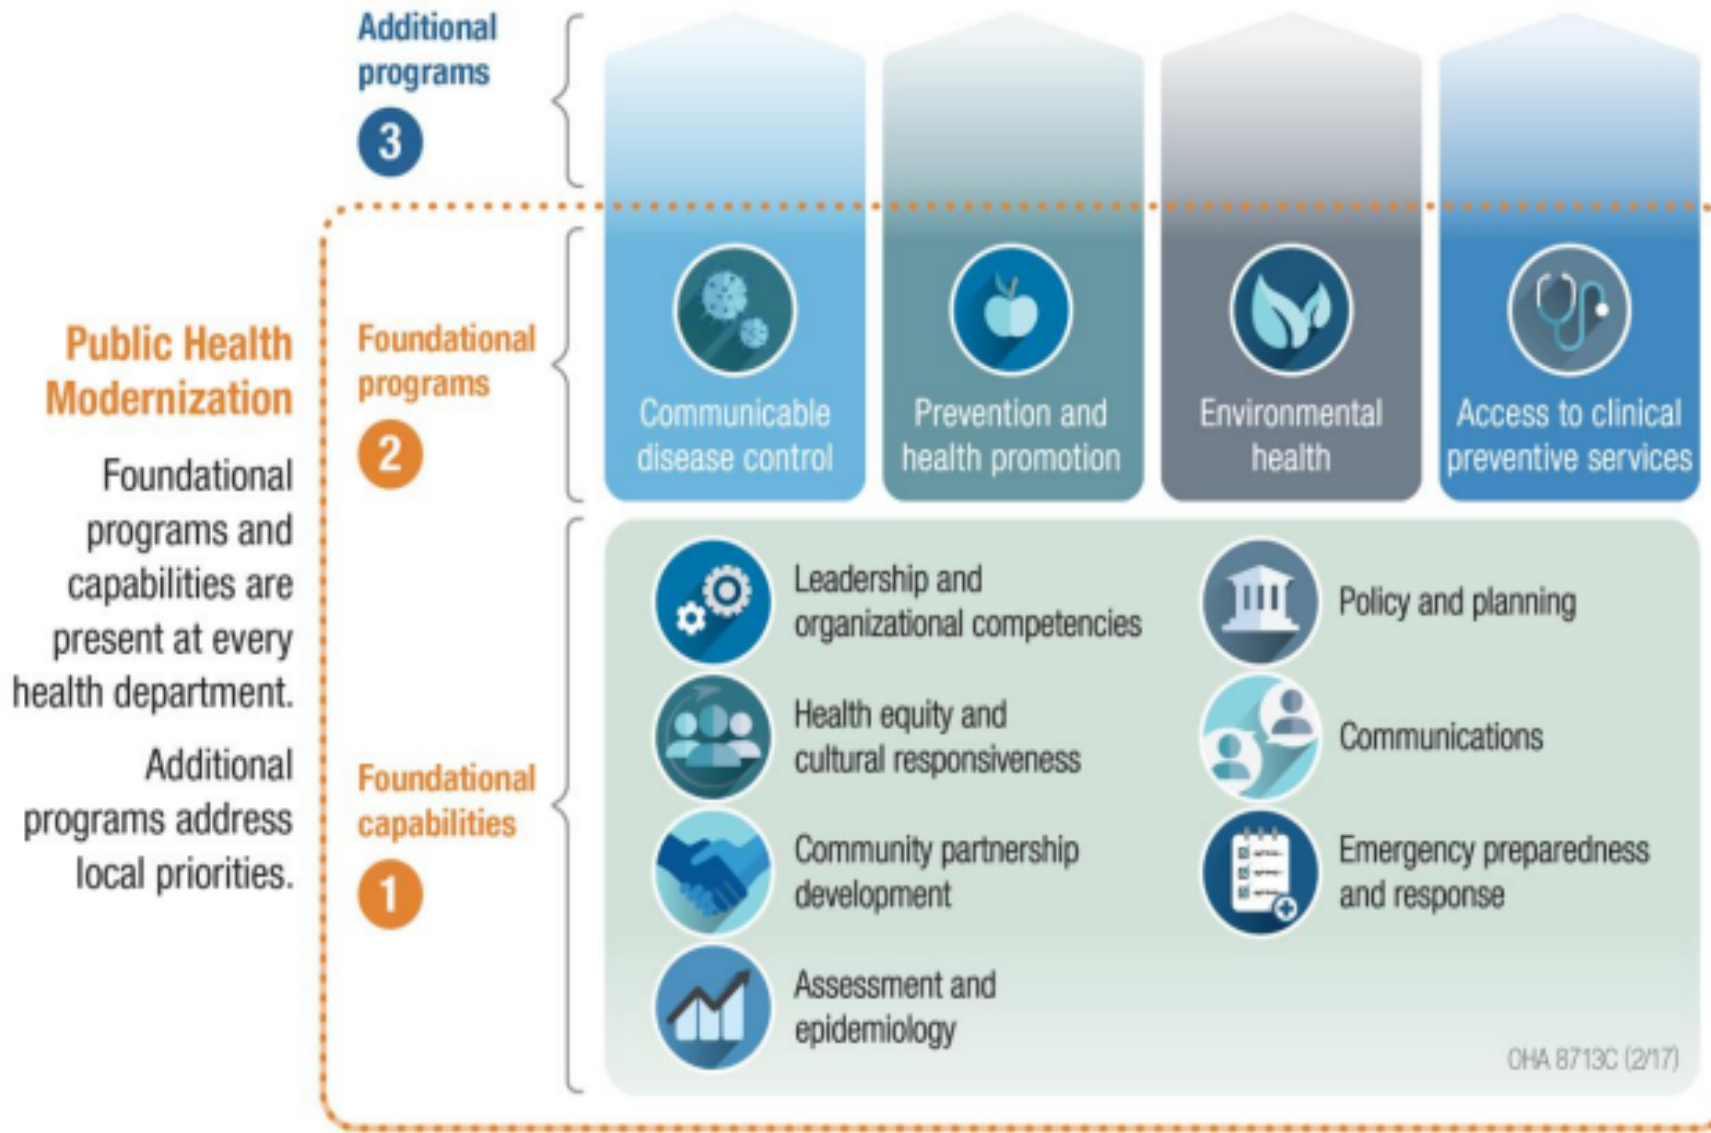 Additional
programs
3
Public Health
Modernization
Foundational
programs and
capabilities are
present at every
health department.
Additional
programs address
local priorities.
Foundational
programs
2
Communicable
disease control
Prevention and
health promotion
Environmental
health
Access to clinical
preventive services
Foundational
capabilities
1
Leadership and
organizational competencies
Health equity and
cultural responsiveness
Community partnership
development
Assessment and
epidemiology
Policy and planning
Communications
Emergency preparedness
and response
OHA 8713C (2/17)